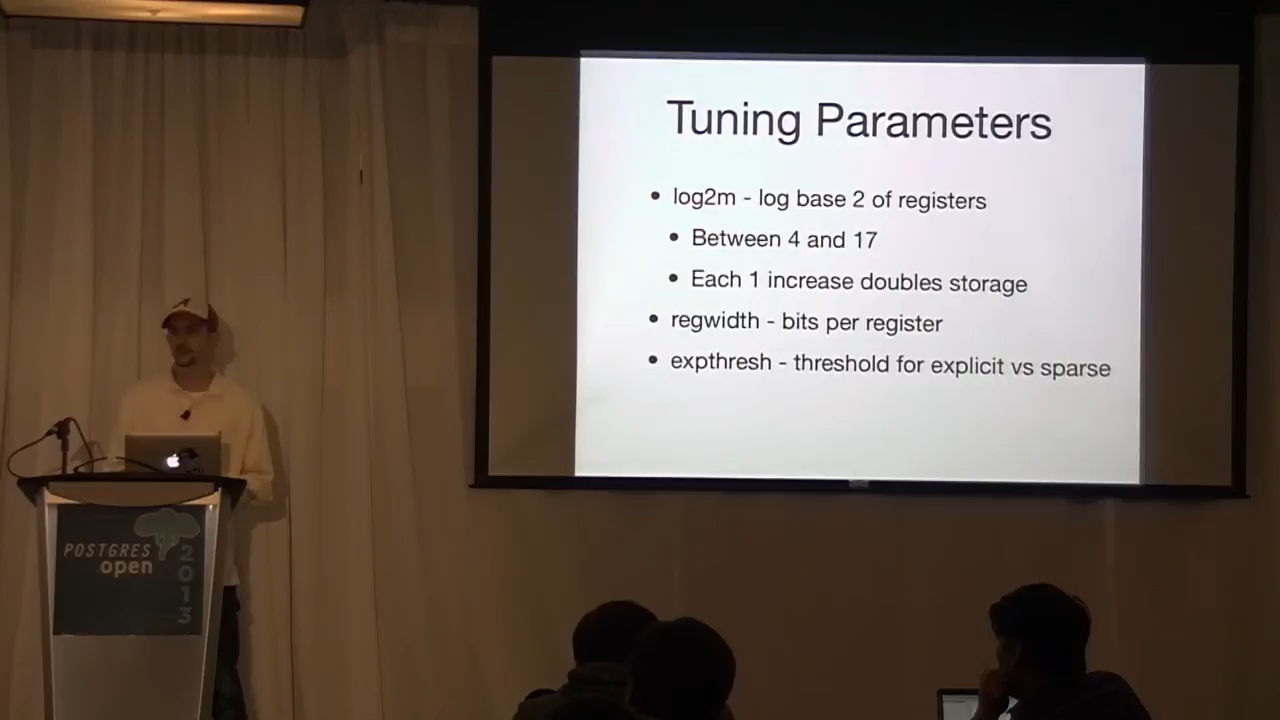 Tuning Parameters
• log2m - log base 2 of registers
• Between 4 and 17
• Each 1 increase doubles storage
• regwidth - bits per register
• expthresh - threshold for explicit vs sparse
POSTGRES
open
2013